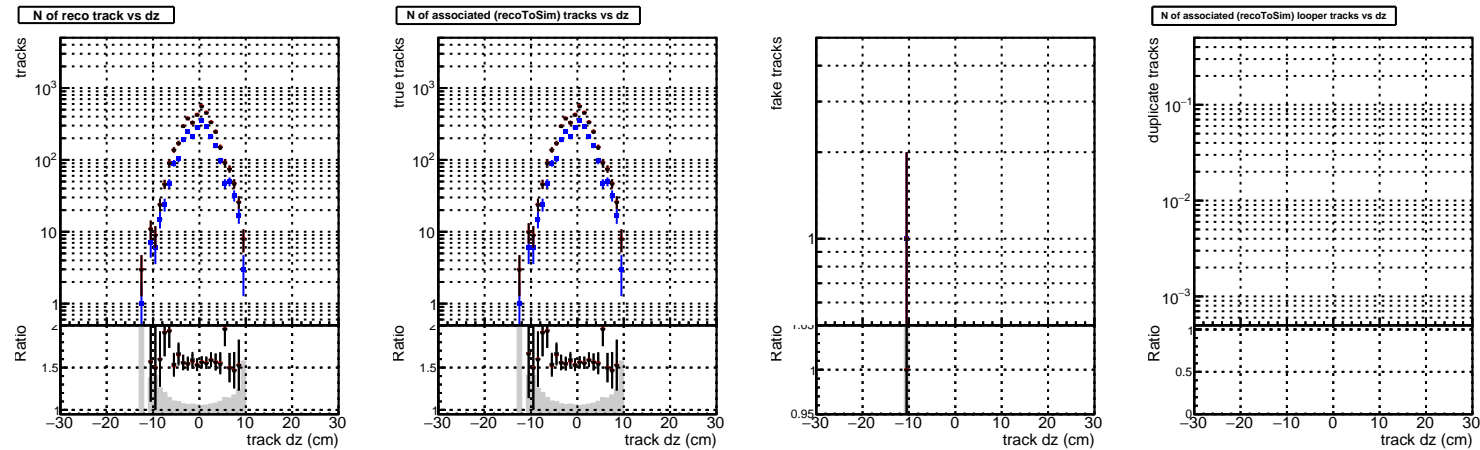 N of reco track vs dz
tracks
10³
10²
10
1
Ratio
2
1.5
1
−30 −20 −10 0 10 20 30
track dz (cm)
N of associated (recoToSim) tracks vs dz
true tracks
10³
10²
10
1
Ratio
2
1.5
1
−30 −20 −10 0 10 20 30
track dz (cm)
fake tracks
1
Ratio
1.05
1
0.95
−30 −20 −10 0 10 20 30
track dz (cm)
N of associated (recoToSim) looper tracks vs dz
duplicate tracks
10⁻¹
10⁻²
10⁻³
Ratio
1
0.5
0
−30 −20 −10 0 10 20 30
track dz (cm)